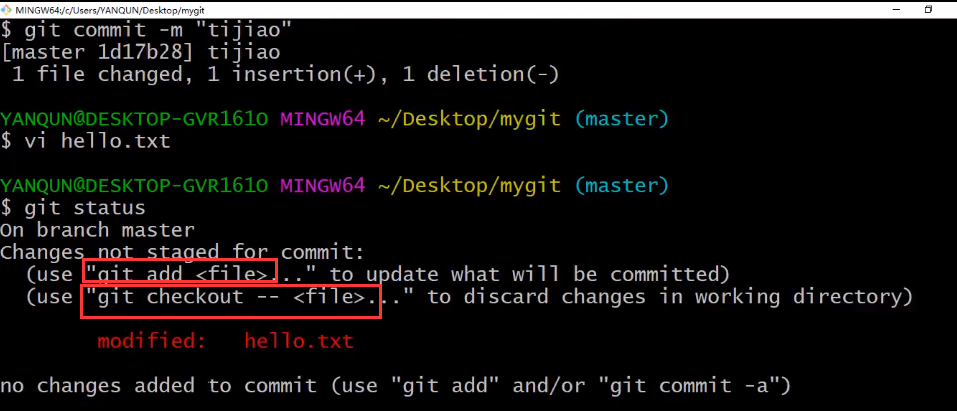 MINGW64:/c/Users/YANQUN/Desktop/mygit
$ git commit -m "tijiao"
[master 1d17b28] tijiao
 1 file changed, 1 insertion(+), 1 deletion(-)
YANQUN@DESKTOP-GVR161O MINGW64 ~/Desktop/mygit (master)
$ vi hello.txt
YANQUN@DESKTOP-GVR161O MINGW64 ~/Desktop/mygit (master)
$ git status
On branch master
Changes not staged for commit:
  (use "git add <file>..." to update what will be committed)
  (use "git checkout -- <file>..." to discard changes in working directory)
        modified:   hello.txt
no changes added to commit (use "git add" and/or "git commit -a")